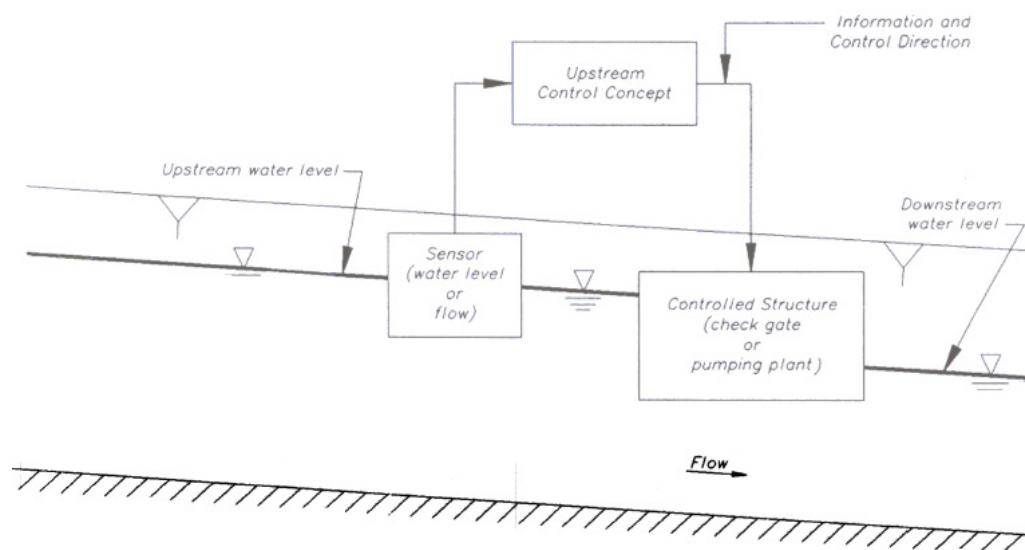 Information and
Control Direction
Upstream
Control Concept
Upstream water level
Downstream
water level
Sensor
(water level
or
flow)
Controlled Structure
(check gate
or
pumping plant)
Flow